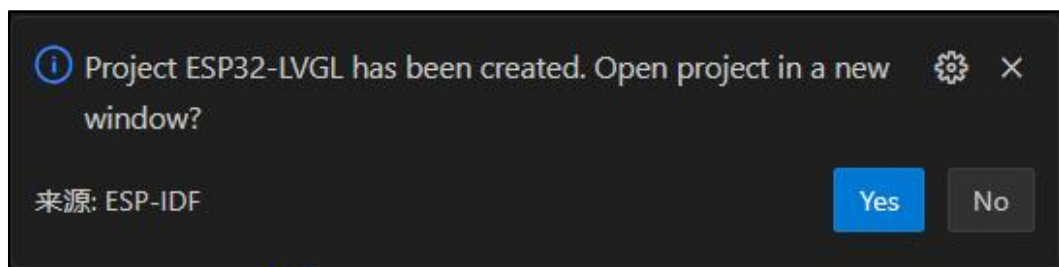 Project ESP32-LVGL has been created. Open project in a new
window?
来源: ESP-IDF
Yes
No